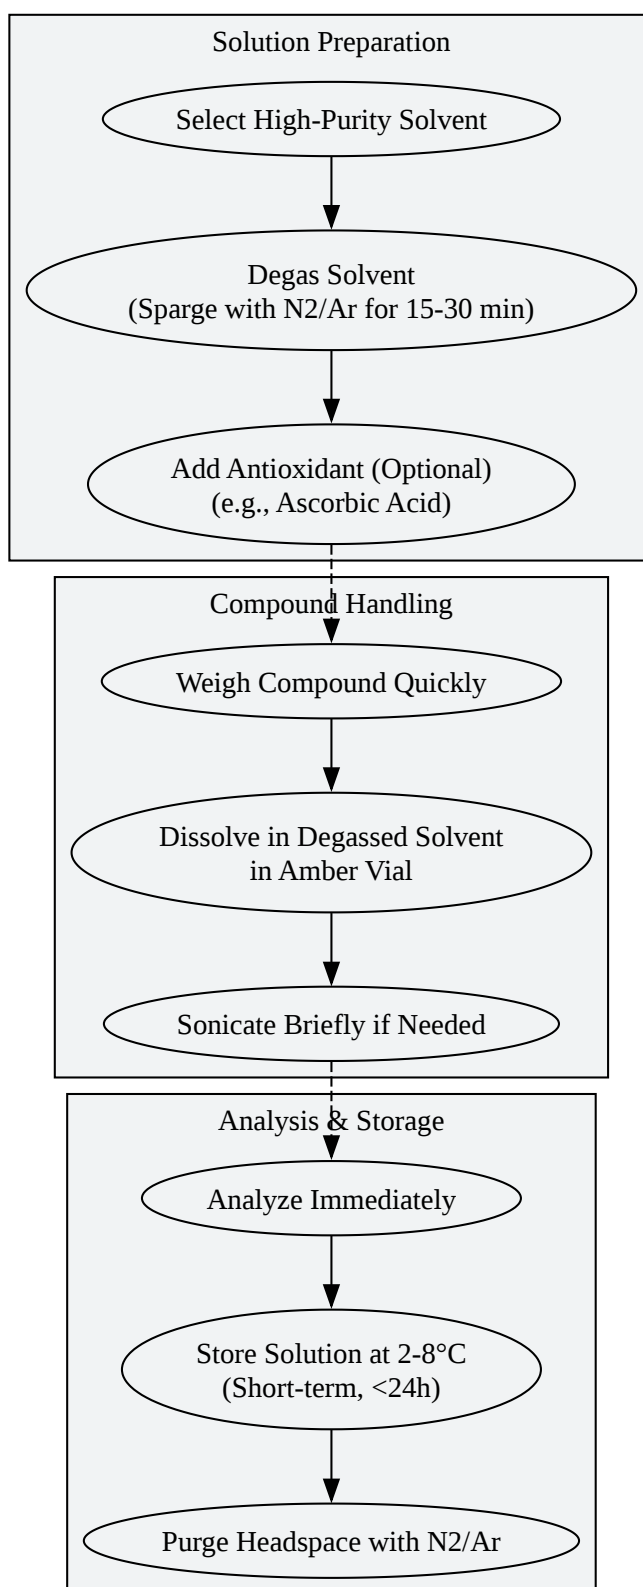 Solution Preparation
Select High-Purity Solvent
Degas Solvent
(Sparge with N2/Ar for 15-30 min)
Add Antioxidant (Optional)
(e.g., Ascorbic Acid)
Compound Handling
Weigh Compound Quickly
Dissolve in Degassed Solvent
in Amber Vial
Sonicate Briefly if Needed
Analysis & Storage
Analyze Immediately
Store Solution at 2-8°C
(Short-term, <24h)
Purge Headspace with N2/Ar